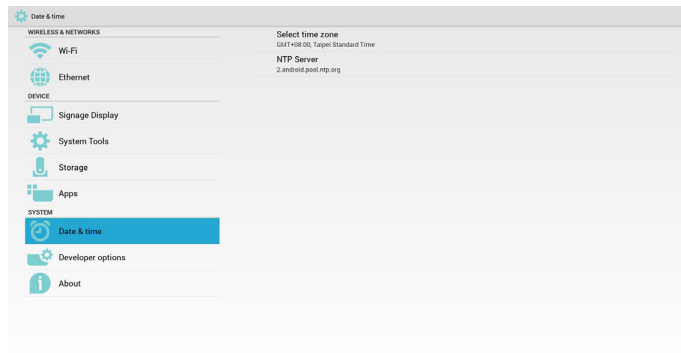 Date & time
WIRELESS & NETWORKS
Wi-Fi
Ethernet
DEVICE
Signage Display
System Tools
Storage
Apps
SYSTEM
Date & time
Developer options
About
Select time zone
GMT+08:00, Taipei Standard Time
NTP Server
2.android.pool.ntp.org